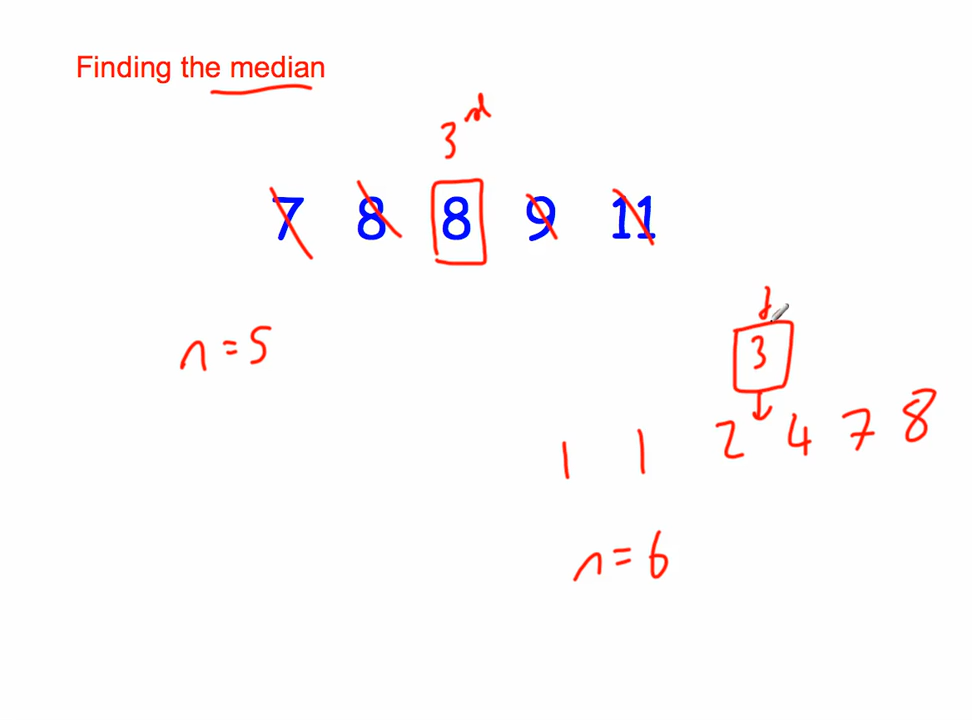 Finding the median
3rd
7 8 8 9 11
n=5
3
1 1 2 4 7 8
n=6